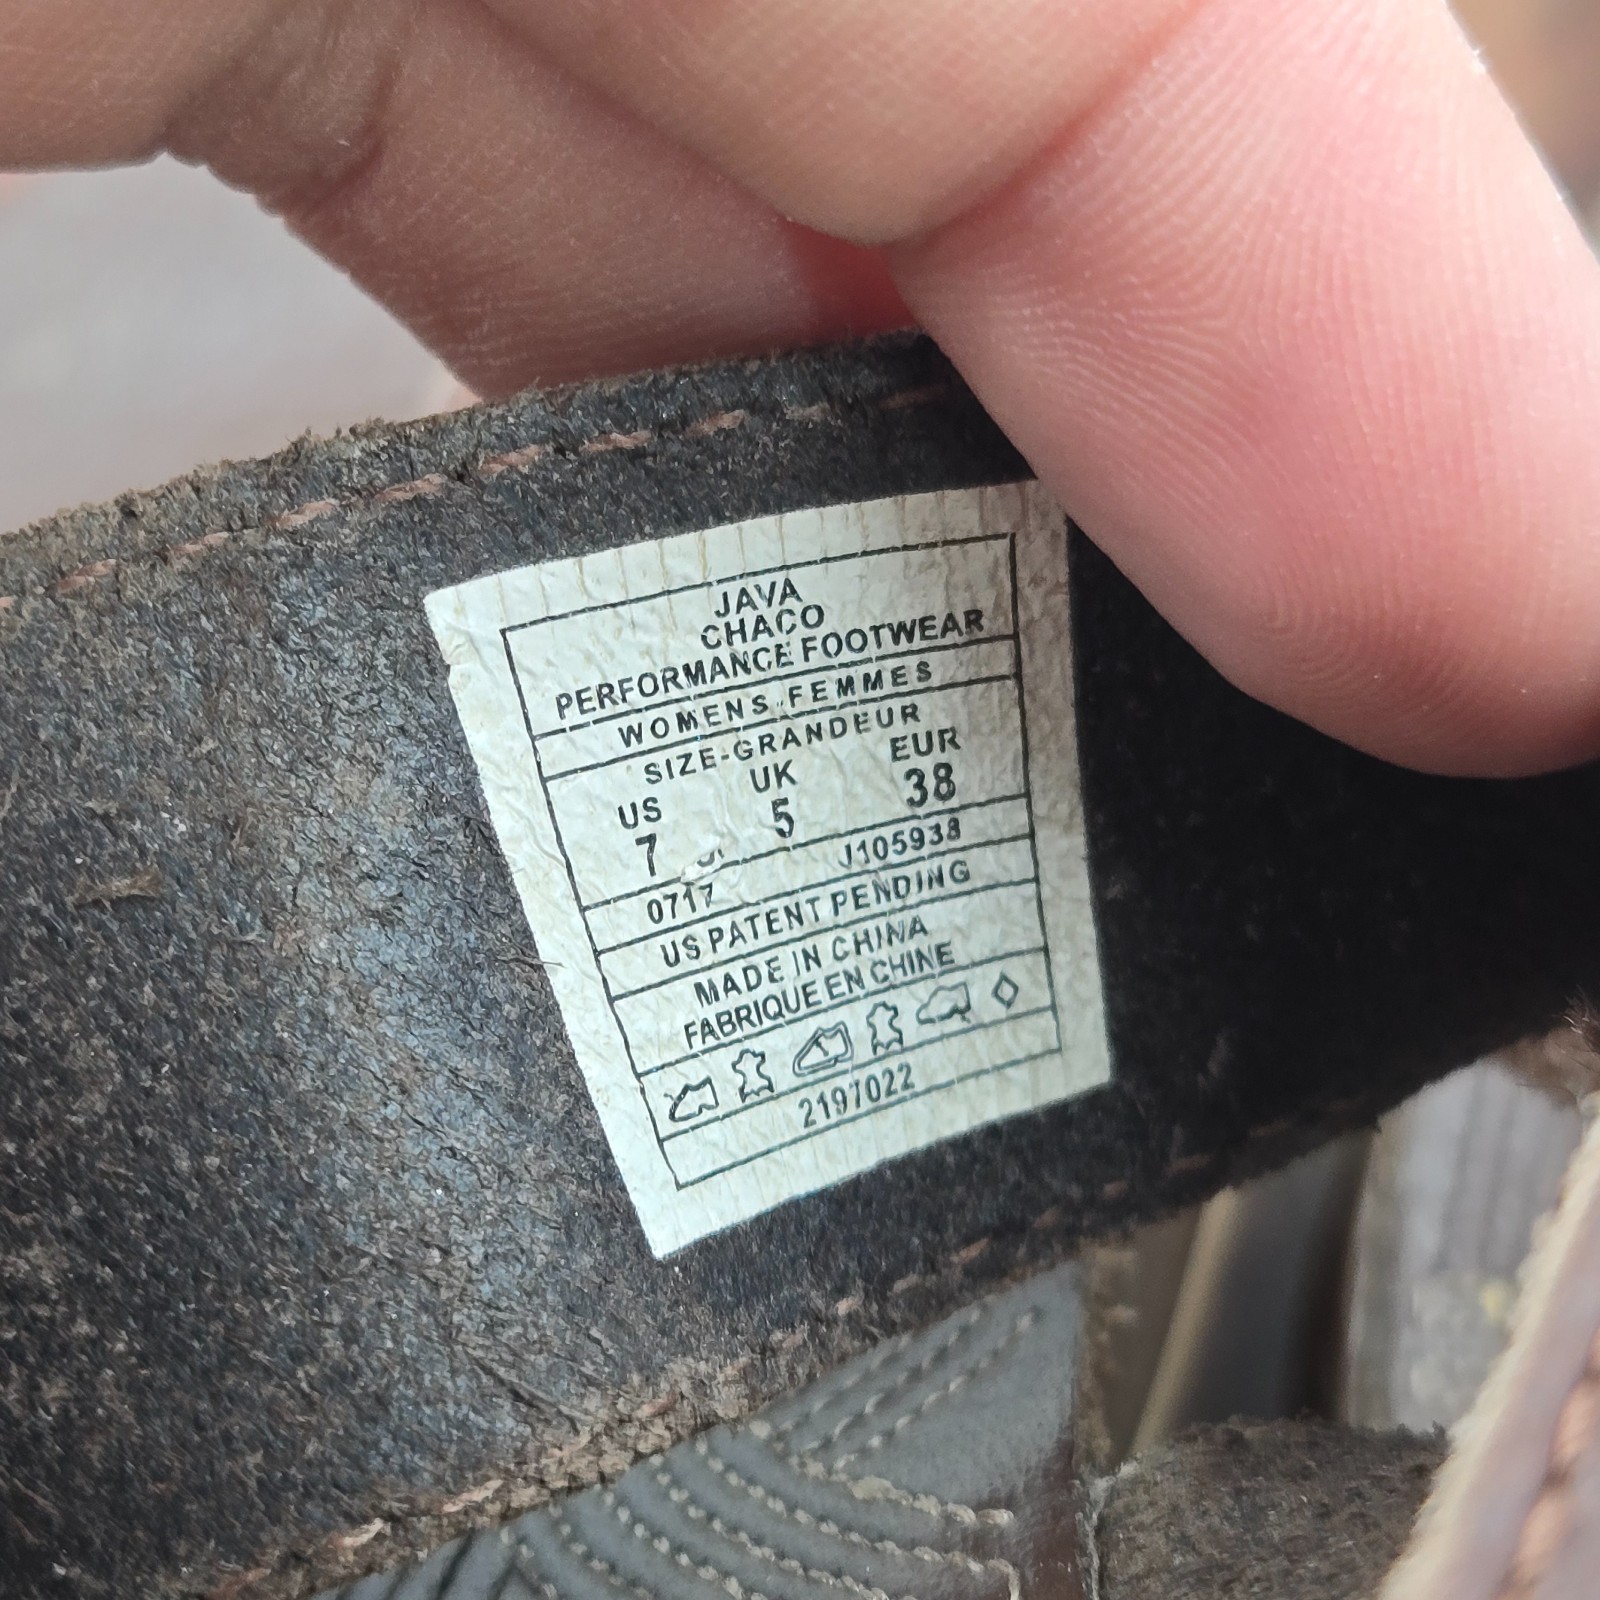 JAVA
CHACO
PERFORMANCE FOOTWEAR
WOMENS FEMMES
SIZE-GRANDEUR
US UK EUR
7 5 38
0717 J105938
US PATENT PENDING
MADE IN CHINA
FABRIQUE EN CHINE
2197022